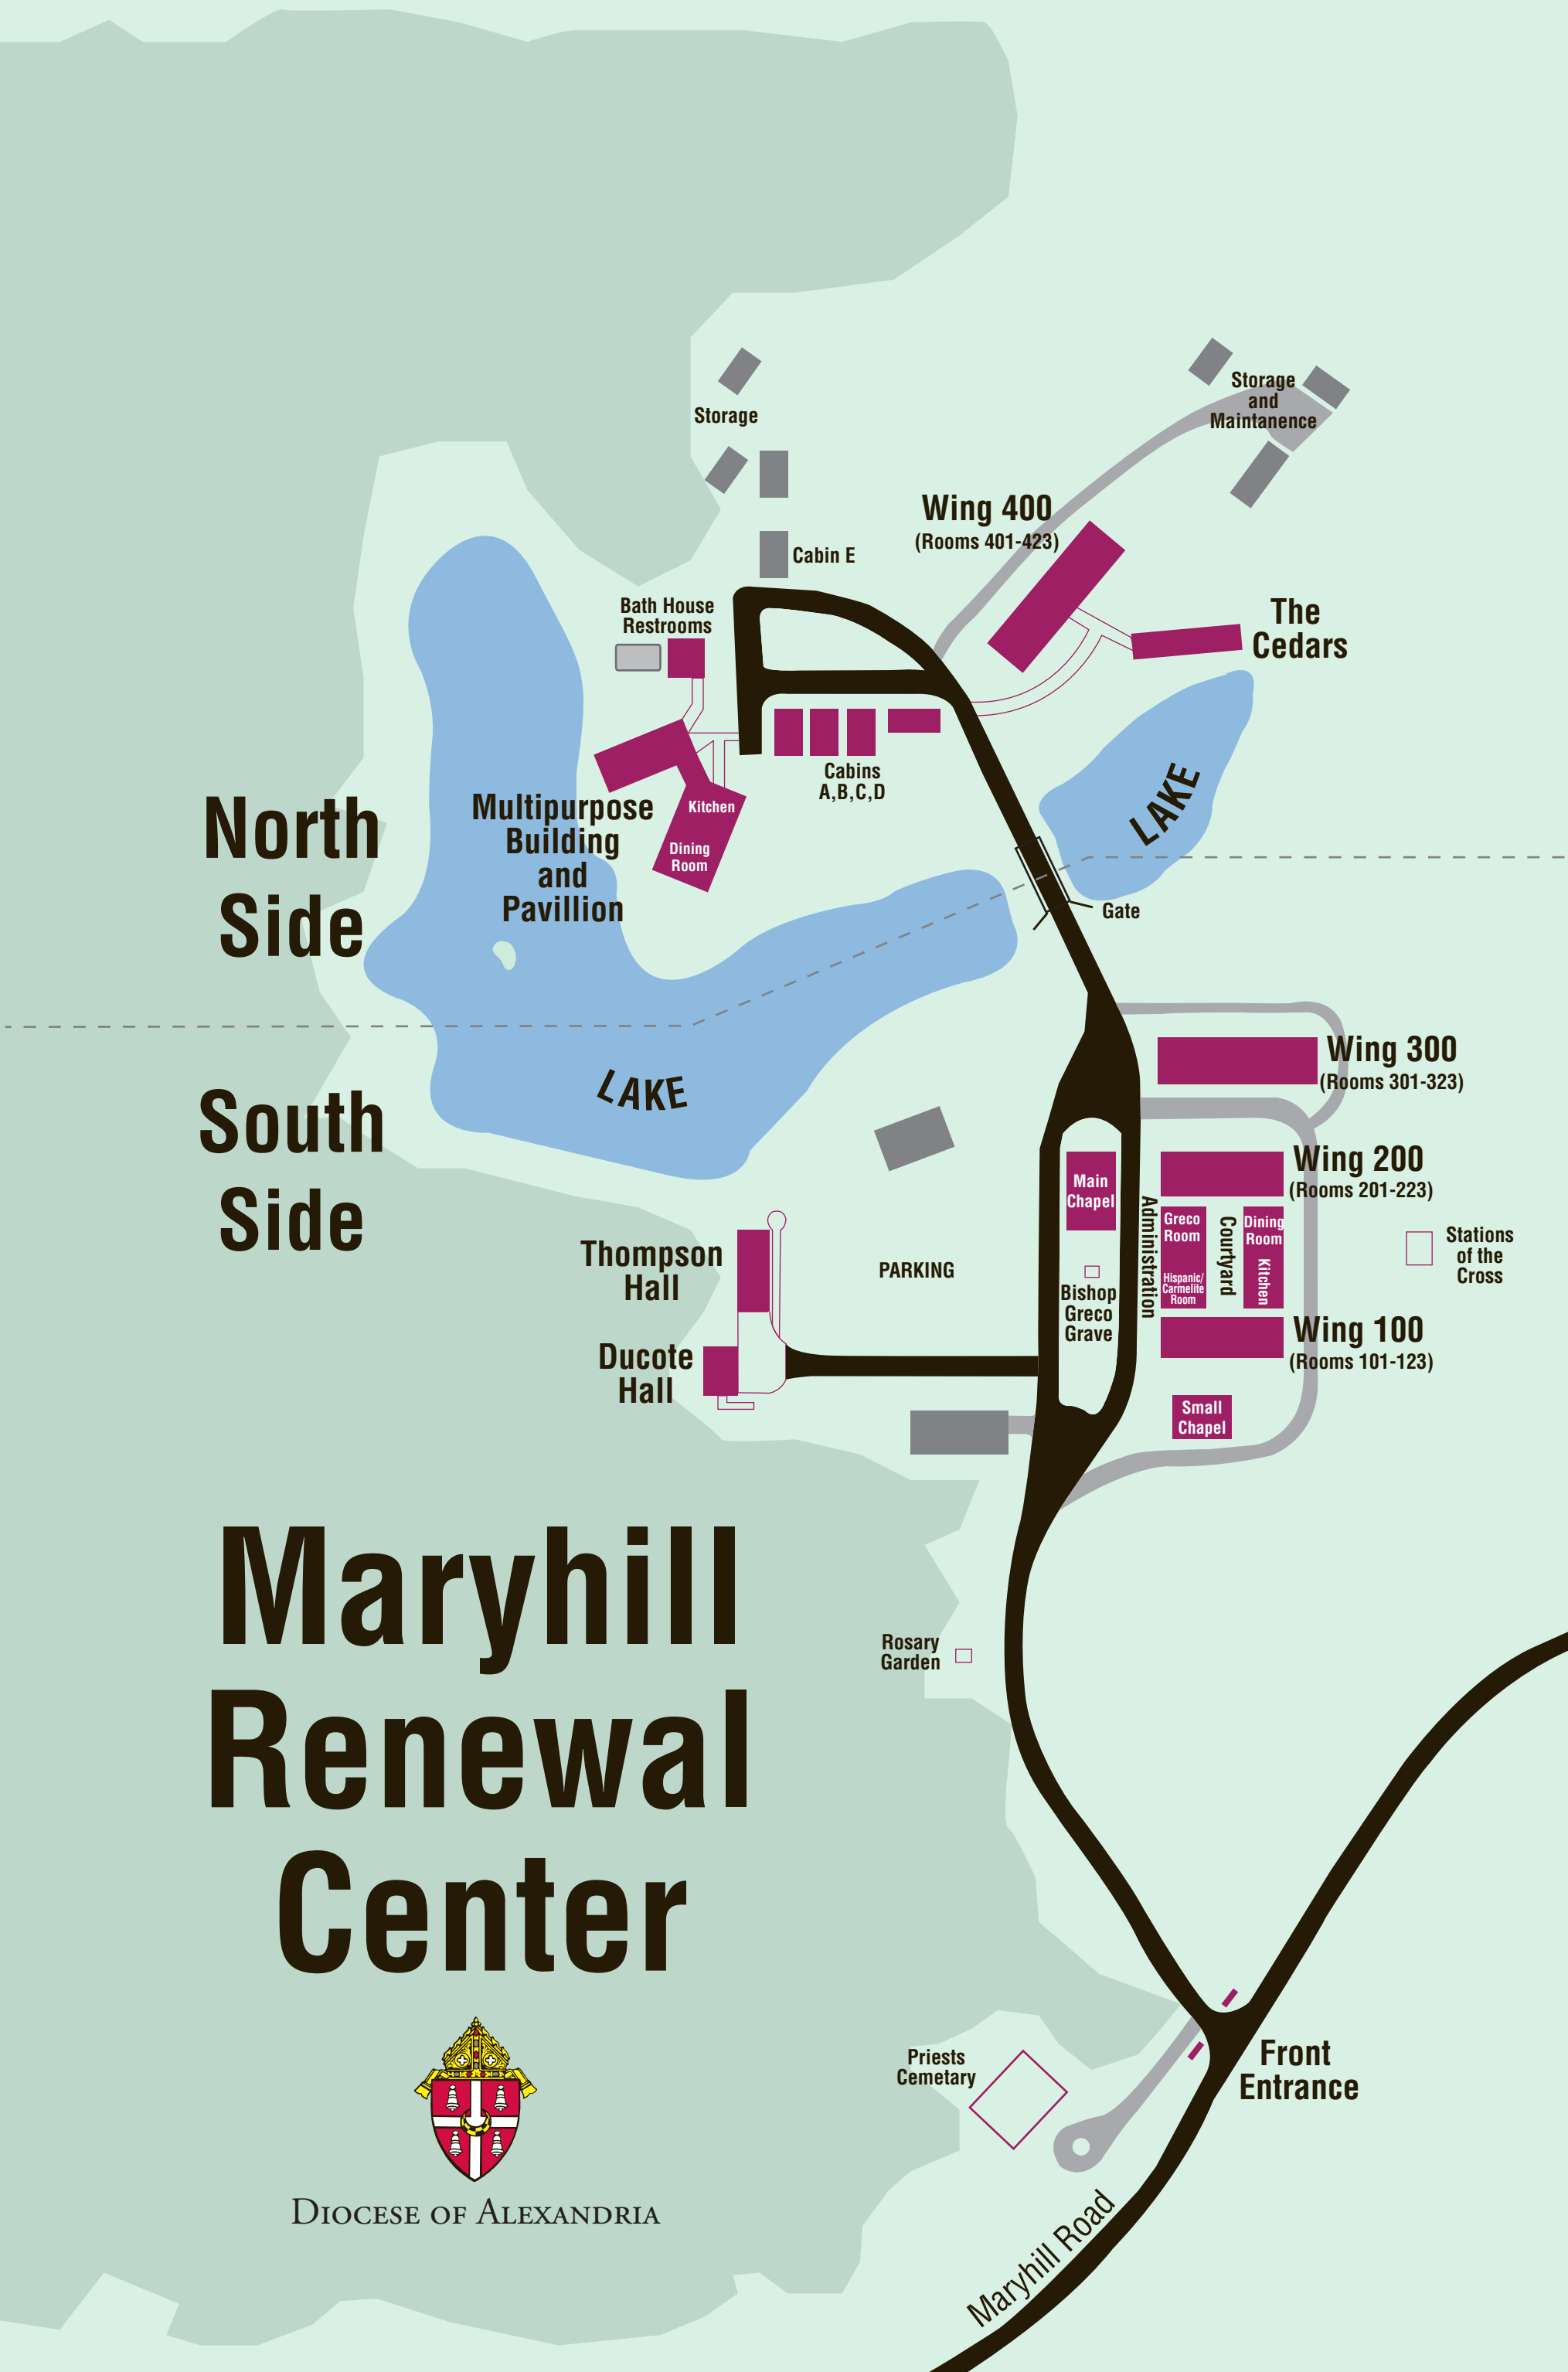 Storage
Storage
and
Maintanence
Wing 400
(Rooms 401-423)
Cabin E
Bath House
Restrooms
The
Cedars
Cabins
A,B,C,D
LAKE
North
Side
Multipurpose
Building
and
Pavillion
Kitchen
Dining
Room
Gate
South
Side
LAKE
Wing 300
(Rooms 301-323)
Wing 200
(Rooms 201-223)
Main
Chapel
Administration
Greco
Room
Hispanic/
Carmelite
Room
Courtyard
Dining
Room
Kitchen
Stations
of the
Cross
Thompson
Hall
PARKING
Bishop
Greco
Grave
Ducote
Hall
Wing 100
(Rooms 101-123)
Small
Chapel
Maryhill
Renewal
Center
Rosary
Garden
Priests
Cemetary
Front
Entrance
Diocese of Alexandria
Maryhill Road